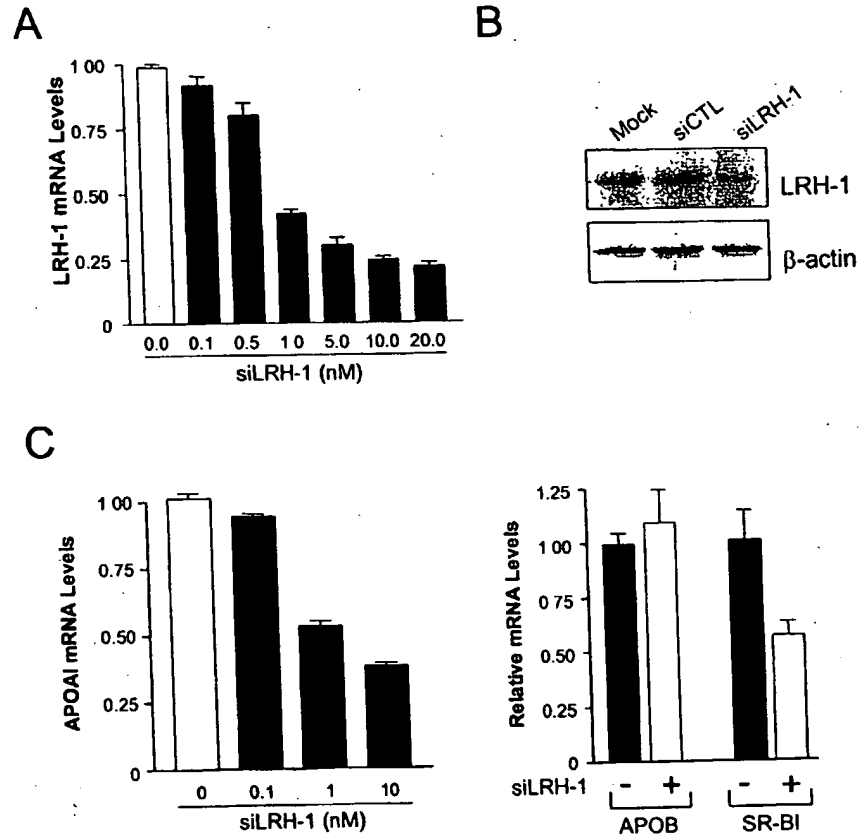 A
LRH-1 mRNA Levels
1 00
0.75
0.50
0.25
0
0.0 0.1 0.5 1 0 5.0 10.0 20.0
siLRH-1 (nM)
B
Mock siCTL siLRH-1
LRH-1
β-actin
C
APOAI mRNA Levels
1 00
0.75
0.50
0.25
0
0 0.1 1 10
siLRH-1 (nM)
Relative mRNA Levels
1.25
1 00
0 75
0.50
0.25
0
siLRH-1 - + - +
APOB SR-BI